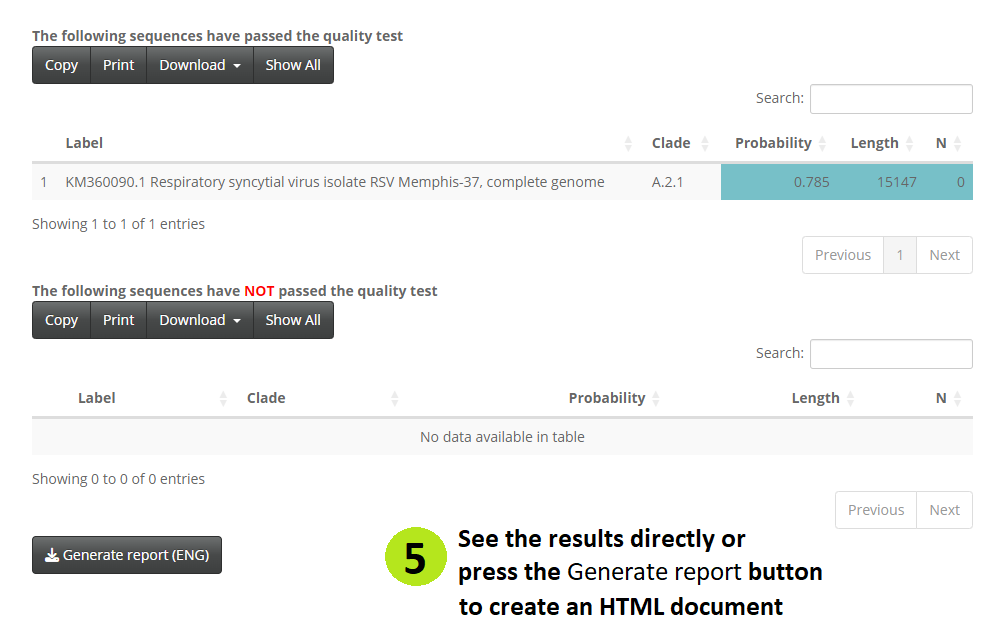 The following sequences have passed the quality test
Copy Print Download Show All
Search:
Label Clade Probability Length N
1 KM360090.1 Respiratory syncytial virus isolate RSV Memphis-37, complete genome A.2.1 0.785 15147 0
Showing 1 to 1 of 1 entries
Previous 1 Next
The following sequences have NOT passed the quality test
Copy Print Download Show All
Search:
Label Clade Probability Length N
No data available in table
Showing 0 to 0 of 0 entries
Previous Next
Generate report (ENG)
5
See the results directly or
press the Generate report button
to create an HTML document